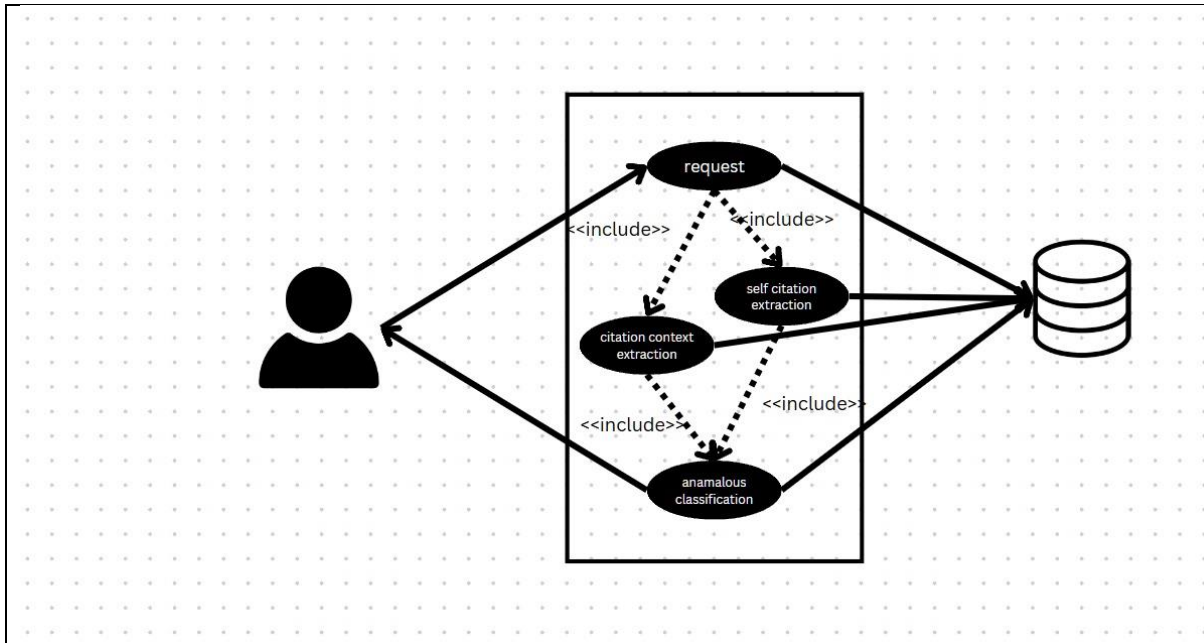 request
<<include>>
<<include>>
self citation
extraction
citation context
extraction
<<include>>
<<include>>
anamalous
classification